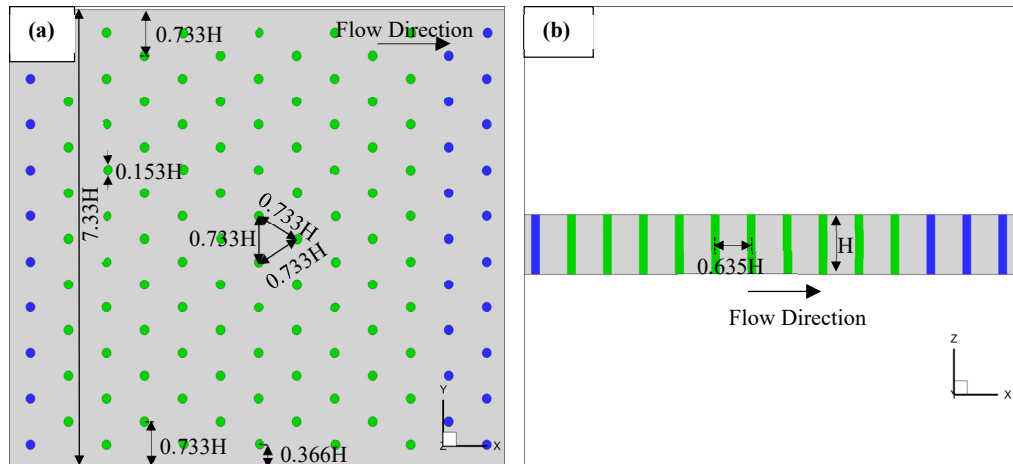 (a)
0.733H
Flow Direction
0.153H
7.33H
0.733H
0.733H
0.733H
0.733H
0.366H
Y
Z
X
(b)
H
0.635H
Flow Direction
Z
Y
X